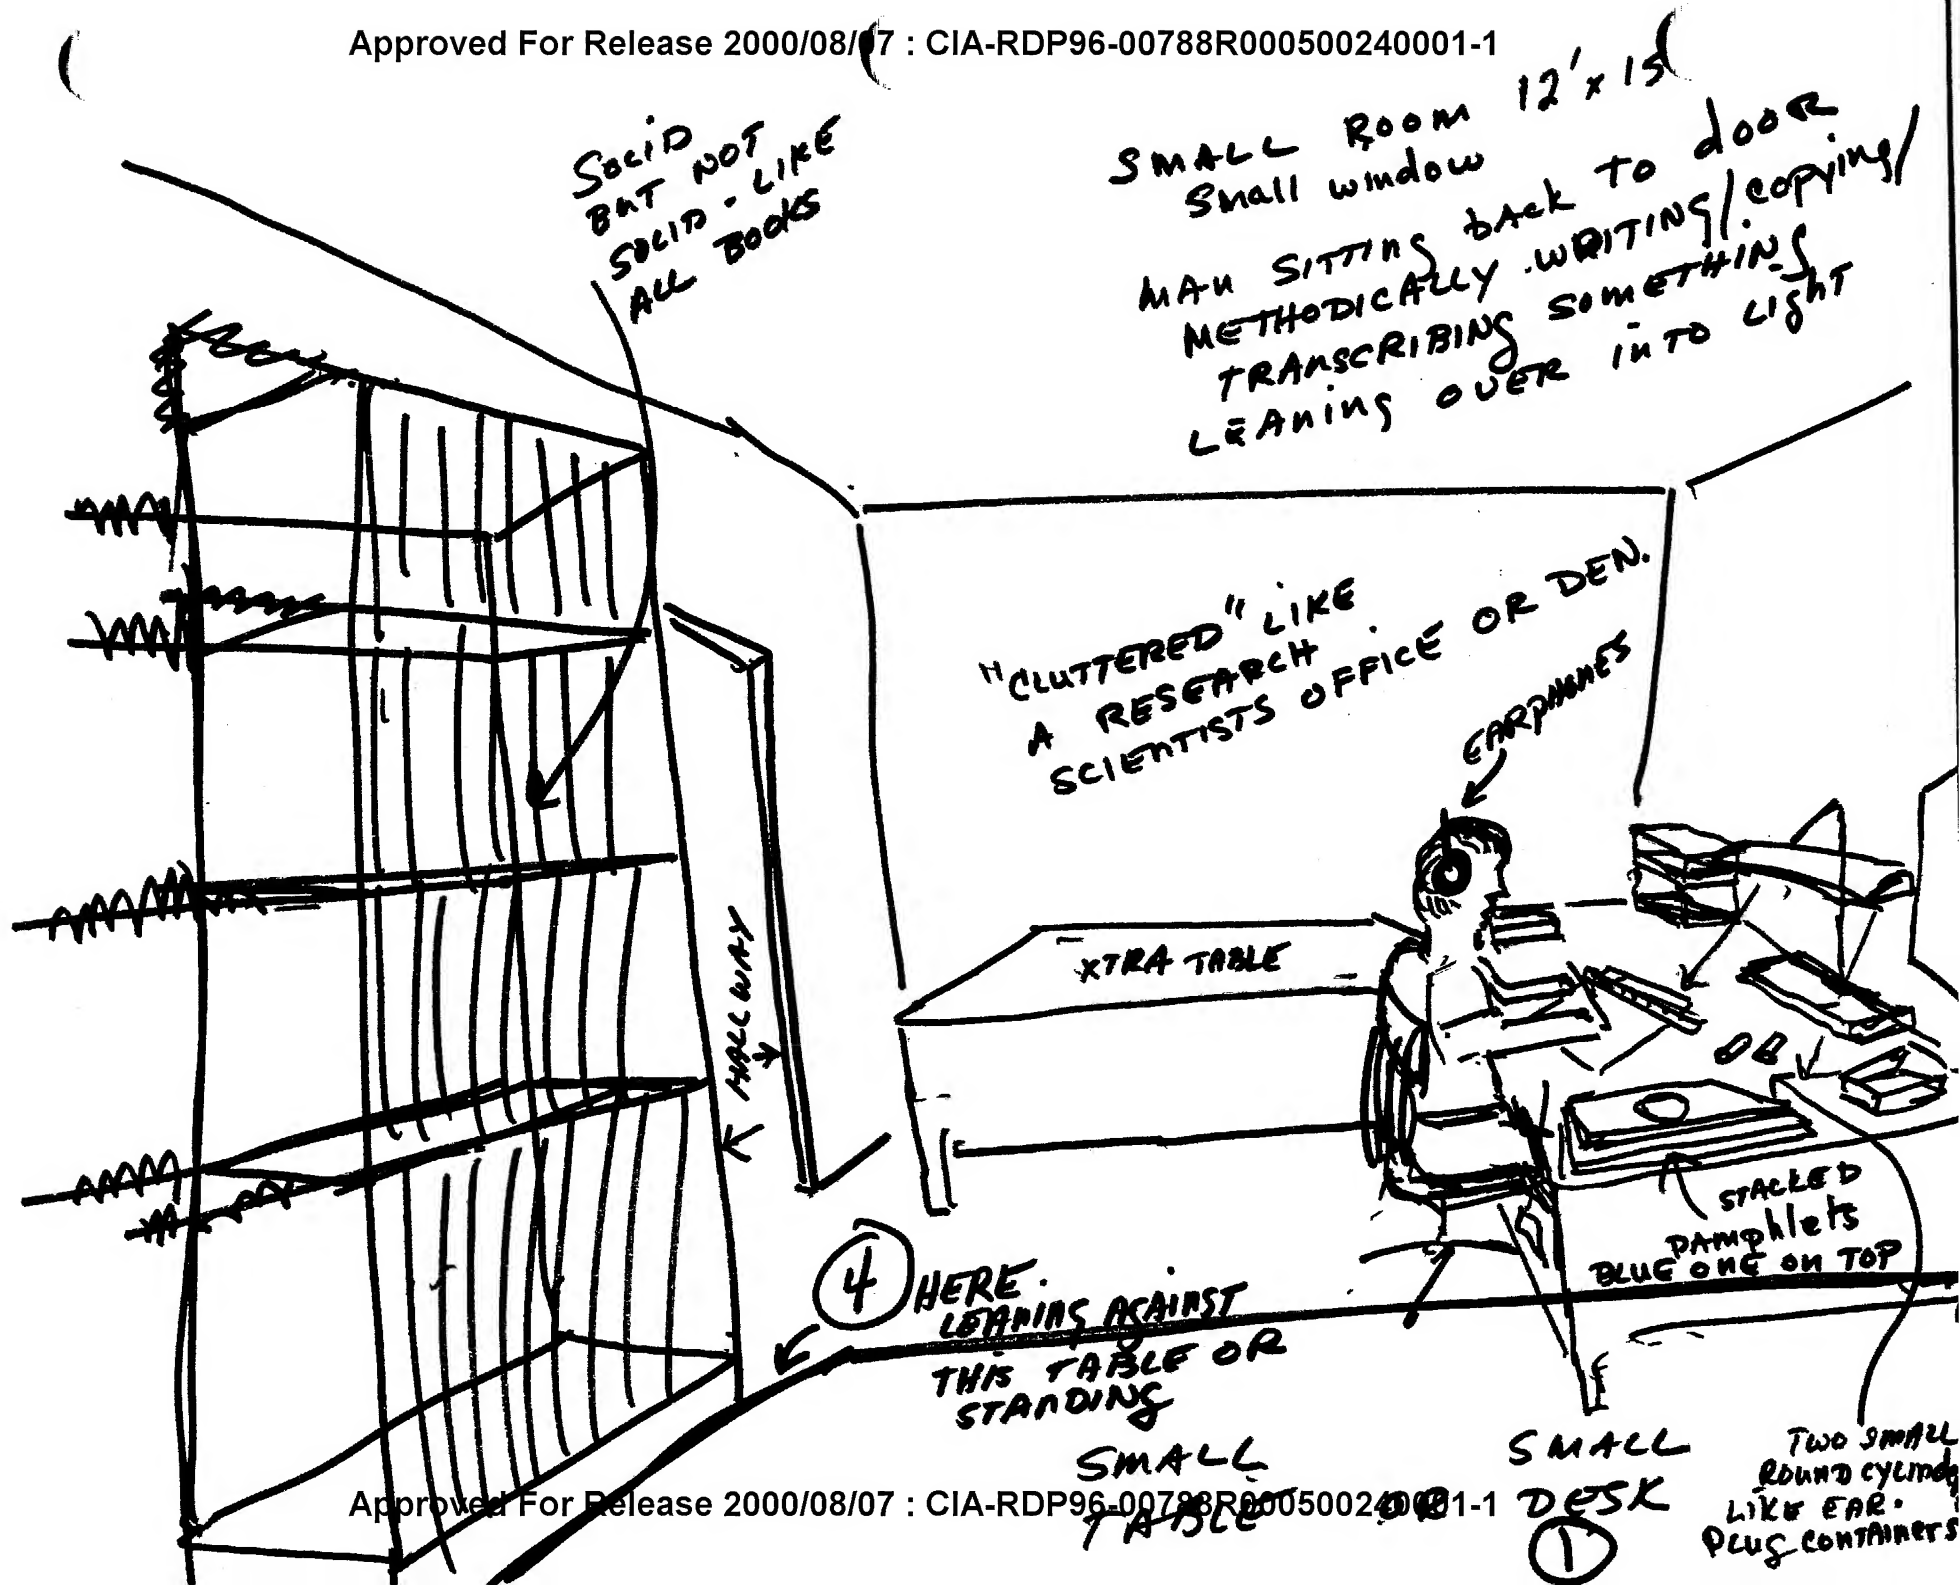 Approved For Release 2000/08/07 : CIA-RDP96-00788R000500240001-1
SOLID
BUT NOT
SOLID - LIKE
ALL BOOKS
SMALL ROOM 12' x 15
Small window
MAN SITTING back TO dooR
METHODICALLY WRITING/copying/
TRANSCRIBING SOMETHING
LEANING OVER INTO LIGHT
"CLUTTERED" LIKE
A RESEARCH
SCIENTISTS OFFICE OR DEN.
EARPHONES
XTRA TABLE
HALLWAY
STACKED
PAMphlets
BLUE ONE ON TOP
4 HERE.
LEANING AGAINST
THIS TABLE OR
STANDING
SMALL
TABLE OR
SMALL
DESK
1
TWO SMALL
ROUND CYLINDE
LIKE EAR.
PLUG CONTAINERS
Approved For Release 2000/08/07 : CIA-RDP96-00788R000500240001-1